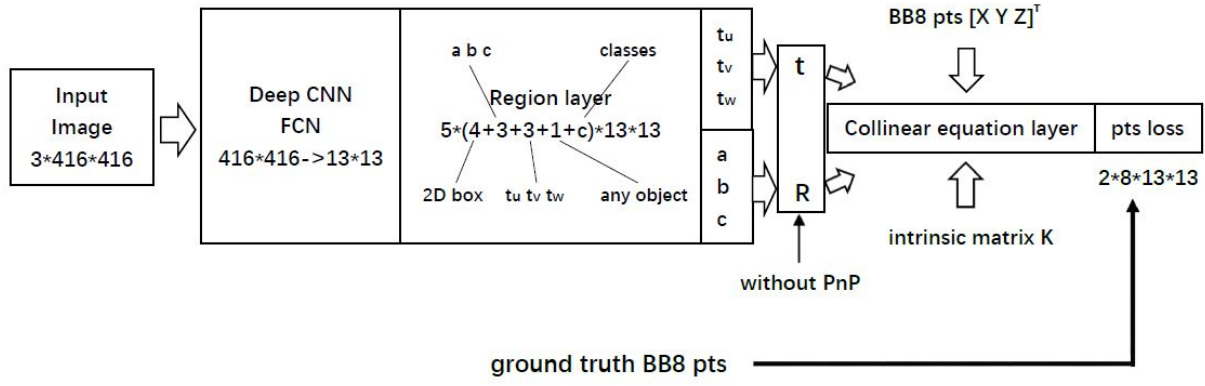 Input
Image
3*416*416
Deep CNN
FCN
416*416->13*13
a b c
classes
Region layer
5*(4+3+3+1+c)*13*13
2D box
tu tv tw
any object
tu
tv
tw
a
b
c
t
R
without PnP
BB8 pts [X Y Z]T
Collinear equation layer
pts loss
2*8*13*13
intrinsic matrix K
ground truth BB8 pts